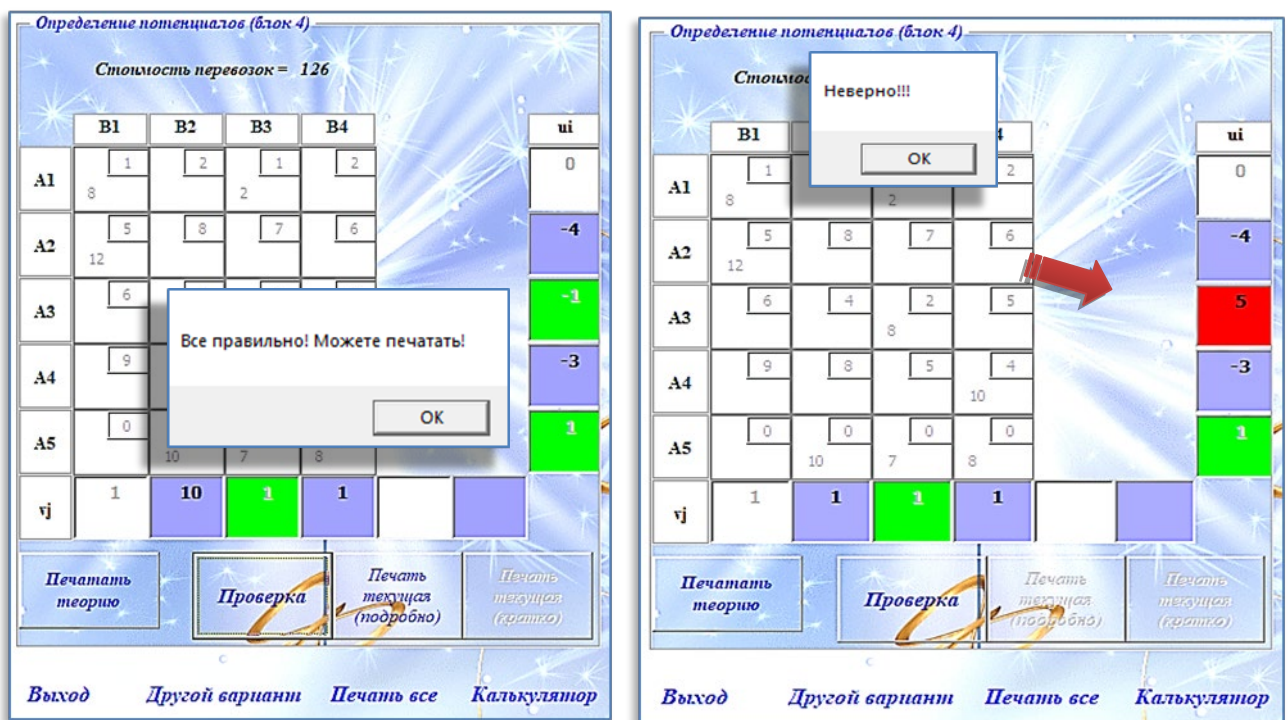 Определение потенциалов (блок 4)
Стоимость перевозок = 126
B1 B2 B3 B4 ui
A1 1 2 1 2 0
8 2
A2 5 8 7 6 -4
12
A3 6 -1
Все правильно! Можете печатать!
A4 9 -3
OK
A5 0 1
10 7 8
vj 1 10 1 1
Печатать теорию
Проверка
Печать текущая (подробно)
Печать текущая (кратко)
Выход Другой вариант Печать все Калькулятор
Определение потенциалов (блок 4)
Неверно!!!
OK
B1 ui
A1 1 2 0
8 2
A2 5 8 7 6 -4
12
A3 6 4 2 5 5
8
A4 9 8 5 4 -3
10
A5 0 0 0 0 1
10 7 8
vj 1 1 1 1
Печатать теорию
Проверка
Печать текущая (подробно)
Печать текущая (кратко)
Выход Другой вариант Печать все Калькулятор